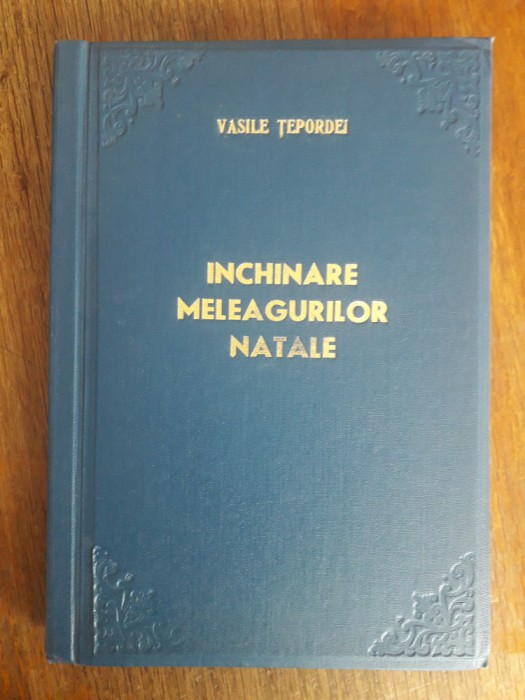 VASILE ȚEPORDEI
INCHINARE
MELEAGURILOR
NATALE